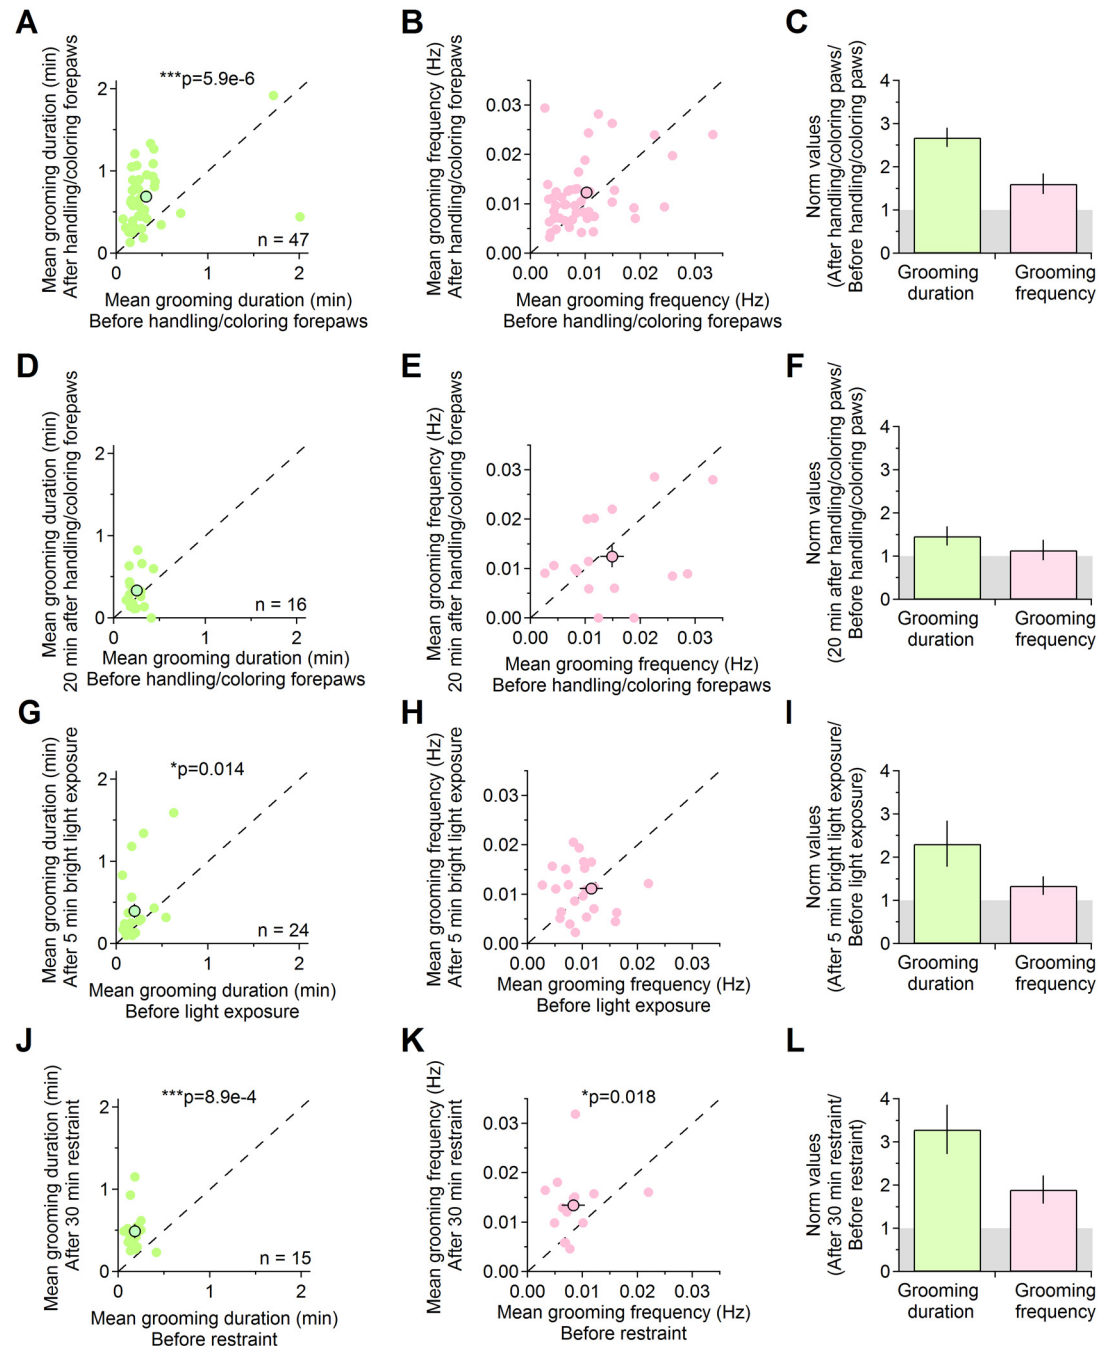 A
Mean grooming duration (min)
After handling/coloring forepaws
***p=5.9e-6
2
1
0
n = 47
0
1
2
Mean grooming duration (min)
Before handling/coloring forepaws
B
Mean grooming frequency (Hz)
After handling/coloring forepaws
0.03
0.02
0.01
0.00
0.00
0.01
0.02
0.03
Mean grooming frequency (Hz)
Before handling/coloring forepaws
C
Norm values
(After handling/coloring paws/
Before handling/coloring paws)
4
3
2
1
0
Grooming
duration
Grooming
frequency
D
Mean grooming duration (min)
20 min after handling/coloring forepaws
2
1
0
n = 16
0
1
2
Mean grooming duration (min)
Before handling/coloring forepaws
E
Mean grooming frequency (Hz)
20 min after handling/coloring forepaws
0.03
0.02
0.01
0.00
0.00
0.01
0.02
0.03
Mean grooming frequency (Hz)
Before handling/coloring forepaws
F
Norm values
(20 min after handling/coloring paws/
Before handling/coloring paws)
4
3
2
1
0
Grooming
duration
Grooming
frequency
G
Mean grooming duration (min)
After 5 min bright light exposure
*p=0.014
2
1
0
n = 24
0
1
2
Mean grooming duration (min)
Before light exposure
H
Mean grooming frequency (Hz)
After 5 min bright light exposure
0.03
0.02
0.01
0.00
0.00
0.01
0.02
0.03
Mean grooming frequency (Hz)
Before light exposure
I
Norm values
(After 5 min bright light exposure/
Before light exposure)
4
3
2
1
0
Grooming
duration
Grooming
frequency
J
Mean grooming duration (min)
After 30 min restraint
***p=8.9e-4
2
1
0
n = 15
0
1
2
Mean grooming duration (min)
Before restraint
K
Mean grooming frequency (Hz)
After 30 min restraint
*p=0.018
0.03
0.02
0.01
0.00
0.00
0.01
0.02
0.03
Mean grooming frequency (Hz)
Before restraint
L
Norm values
(After 30 min restraint/
Before restraint)
4
3
2
1
0
Grooming
duration
Grooming
frequency